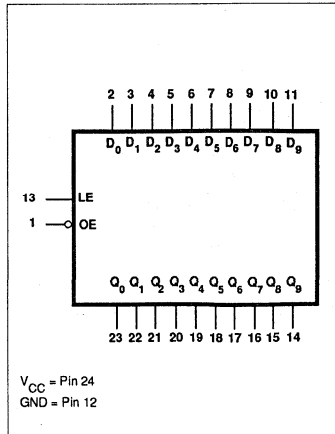 2 3 4 5 6 7 8 9 10 11
D0 D1 D2 D3 D4 D5 D6 D7 D8 D9
13 LE
1 OE
Q0 Q1 Q2 Q3 Q4 Q5 Q6 Q7 Q8 Q9
23 22 21 20 19 18 17 16 15 14
VCC = Pin 24
GND = Pin 12